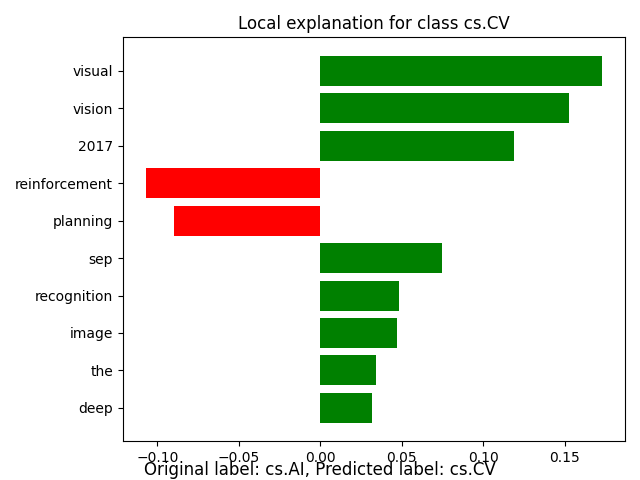 Local explanation for class cs.CV
visual
vision
2017
reinforcement
planning
sep
recognition
image
the
deep
−0.10 −0.05 0.00 0.05 0.10 0.15
Original label: cs.AI, Predicted label: cs.CV